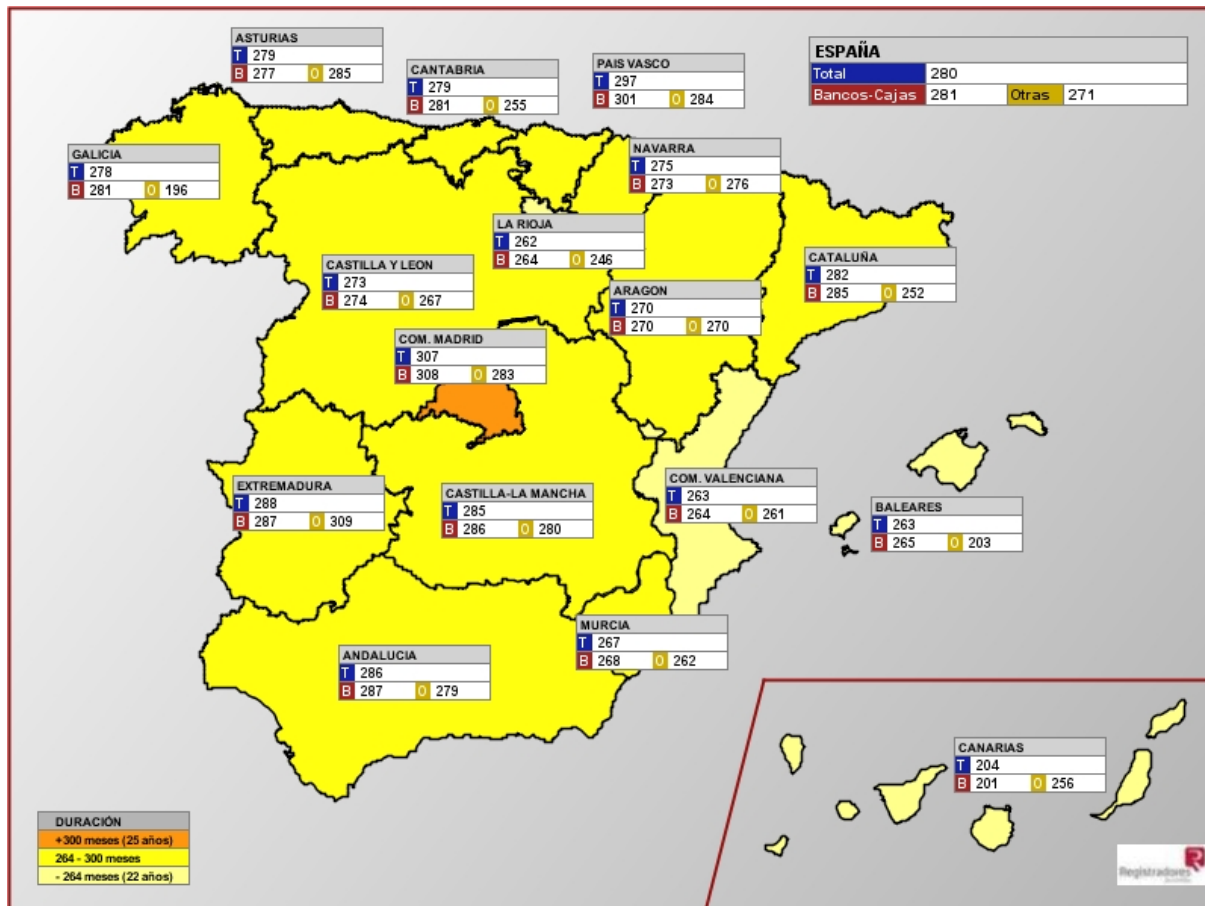 ASTURIAS
T 279
B 277 O 285
CANTABRIA
T 279
B 281 O 255
PAIS VASCO
T 297
B 301 O 284
ESPAÑA
Total 280
Bancos-Cajas 281 Otras 271
GALICIA
T 278
B 281 O 196
NAVARRA
T 275
B 273 O 276
LA RIOJA
T 262
B 264 O 246
CASTILLA Y LEON
T 273
B 274 O 267
CATALUÑA
T 282
B 285 O 252
ARAGON
T 270
B 270 O 270
COM. MADRID
T 307
B 308 O 283
EXTREMADURA
T 288
B 287 O 309
CASTILLA-LA MANCHA
T 285
B 286 O 280
COM. VALENCIANA
T 263
B 264 O 261
BALEARES
T 263
B 265 O 203
MURCIA
T 267
B 268 O 262
ANDALUCIA
T 286
B 287 O 279
CANARIAS
T 204
B 201 O 256
DURACIÓN
+300 meses (25 años)
264 - 300 meses
- 264 meses (22 años)
Registradores